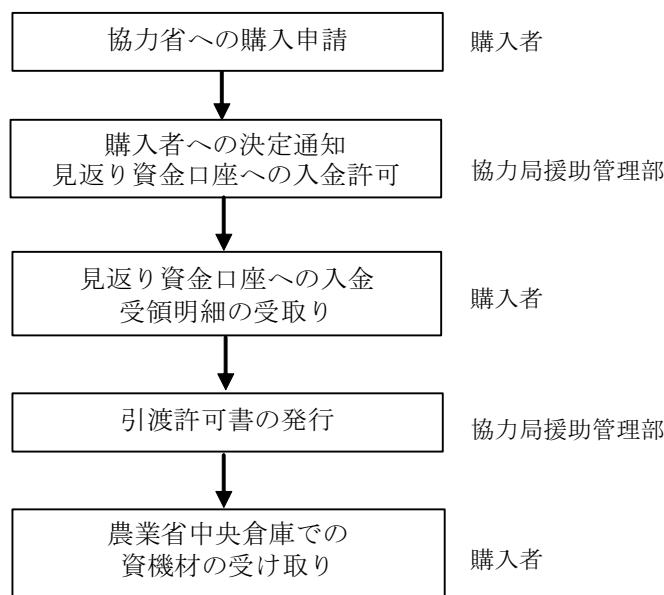 協力省への購入申請
購入者
購入者への決定通知
見返り資金口座への入金許可
協力局援助管理部
見返り資金口座への入金
受領明細の受取り
購入者
引渡許可書の発行
協力局援助管理部
農業省中央倉庫での
資機材の受け取り
購入者